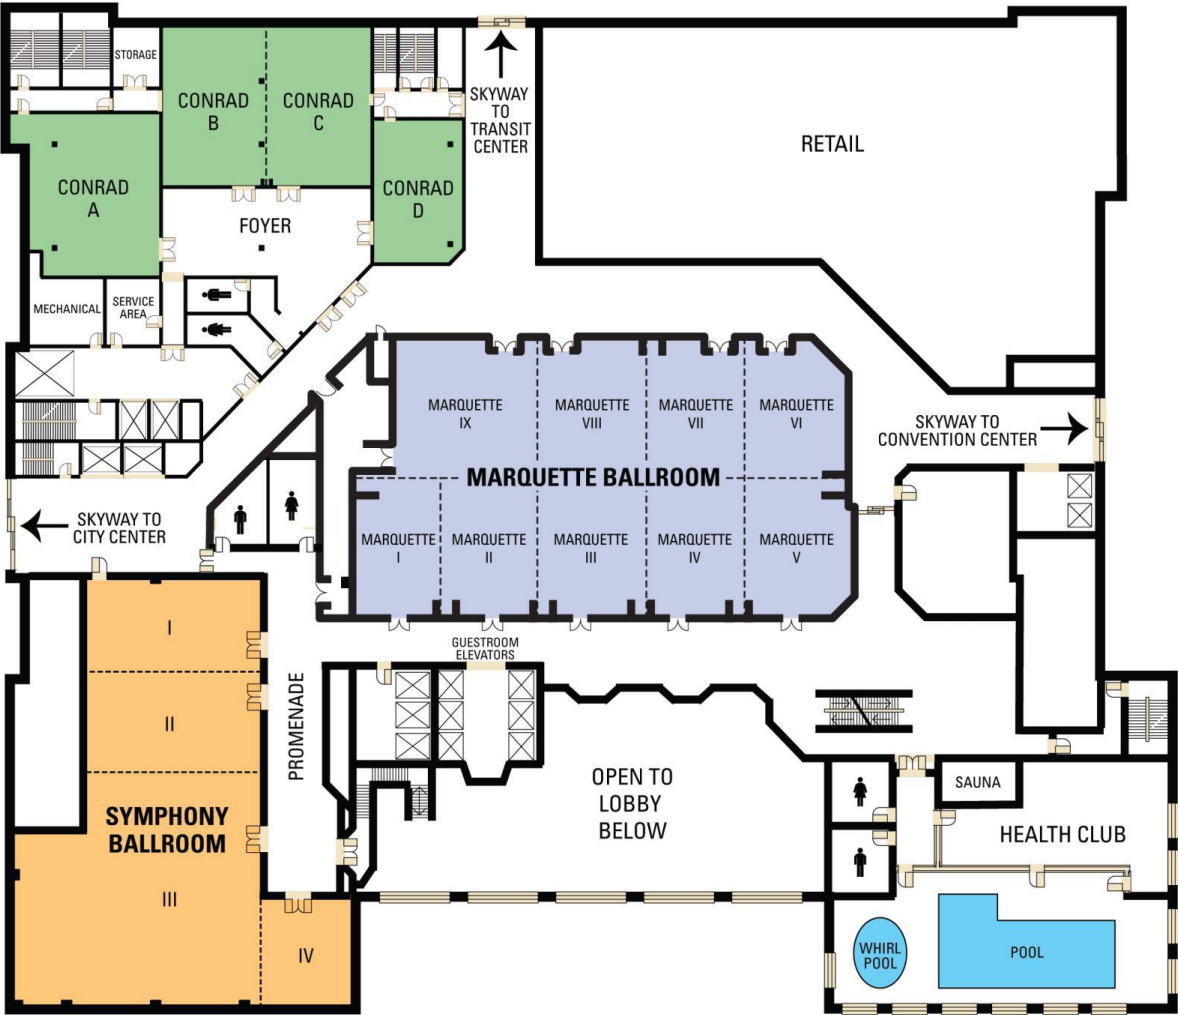 STORAGE
CONRAD
B
CONRAD
C
SKYWAY
TO
TRANSIT
CENTER
RETAIL
CONRAD
A
CONRAD
D
FOYER
MECHANICAL
SERVICE
AREA
MARQUETTE
IX
MARQUETTE
VIII
MARQUETTE
VII
MARQUETTE
VI
SKYWAY TO
CONVENTION CENTER
MARQUETTE BALLROOM
SKYWAY TO
CITY CENTER
MARQUETTE
I
MARQUETTE
II
MARQUETTE
III
MARQUETTE
IV
MARQUETTE
V
GUESTROOM
ELEVATORS
I
II
PROMENADE
SYMPHONY
BALLROOM
III
IV
OPEN TO
LOBBY
BELOW
SAUNA
HEALTH CLUB
WHIRL
POOL
POOL